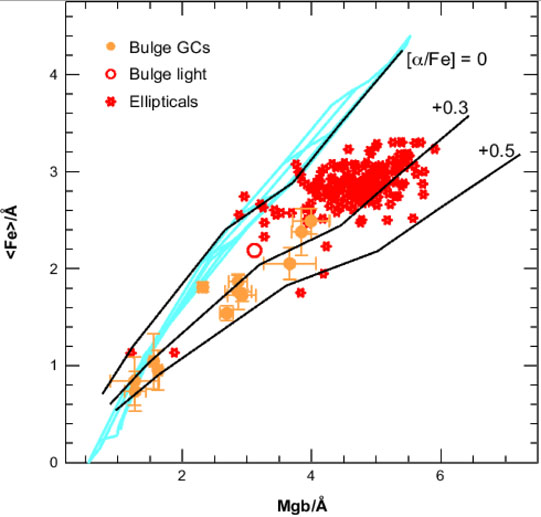 Bulge GCs
Bulge light
Ellipticals
[α/Fe] = 0
+0.3
+0.5
4
3
2
1
0
<Fe>/Å
2
4
6
Mgb/Å